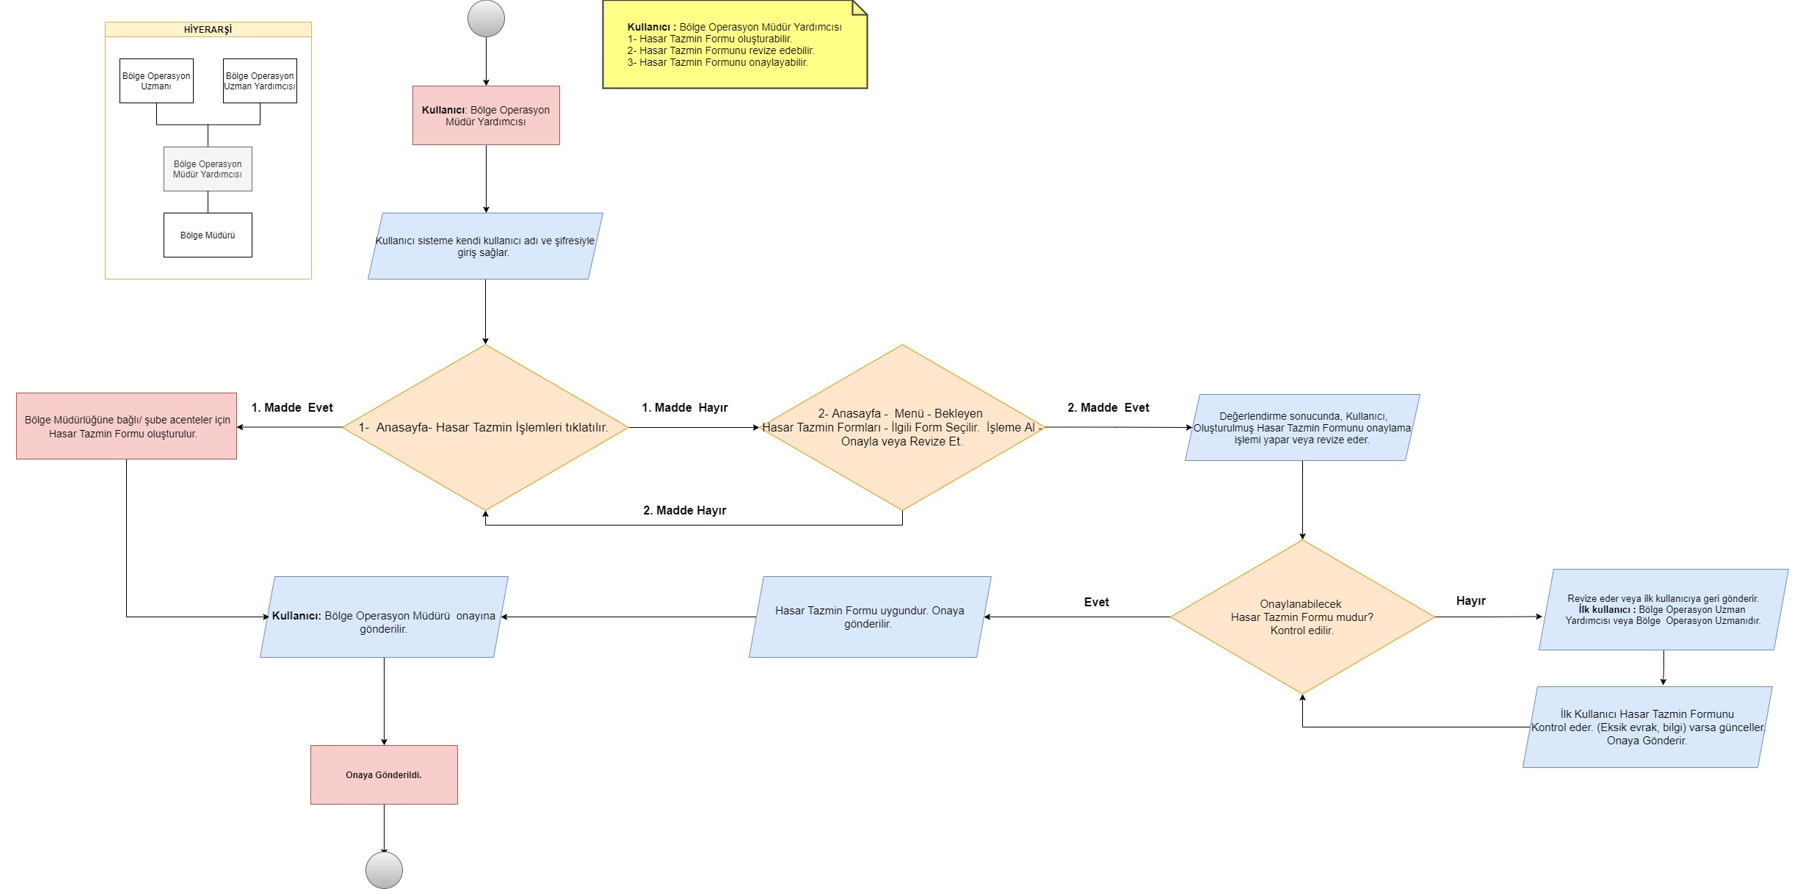 HİYERARŞİ
Bölge Operasyon
Uzmanı
Bölge Operasyon
Uzman Yardımcısı
Bölge Operasyon
Müdür Yardımcısı
Bölge Müdürü
Kullanıcı : Bölge Operasyon Müdür Yardımcısı
1- Hasar Tazmin Formu oluşturabilir.
2- Hasar Tazmin Formunu revize edebilir.
3- Hasar Tazmin Formunu onaylayabilir.
Kullanıcı: Bölge Operasyon
Müdür Yardımcısı
Kullanıcı sisteme kendi kullanıcı adı ve şifresiyle
giriş sağlar.
Bölge Müdürlüğüne bağlı/ şube acenteler için
Hasar Tazmin Formu oluşturulur.
1. Madde Evet
1- Anasayfa- Hasar Tazmin İşlemleri tıklatılır.
1. Madde Hayır
2- Anasayfa - Menü - Bekleyen
Hasar Tazmin Formları - İlgili Form Seçilir. İşleme Al -
Onayla veya Revize Et.
2. Madde Evet
Değerlendirme sonucunda, Kullanıcı,
Oluşturulmuş Hasar Tazmin Formunu onaylama
işlemi yapar veya revize eder.
2. Madde Hayır
Kullanıcı: Bölge Operasyon Müdürü onayına
gönderilir.
Hasar Tazmin Formu uygundur. Onaya
gönderilir.
Evet
Onaylanabilecek
Hasar Tazmin Formu mudur?
Kontrol edilir.
Hayır
Revize eder veya ilk kullanıcıya geri gönderir.
İlk kullanıcı : Bölge Operasyon Uzman
Yardımcısı veya Bölge Operasyon Uzmanıdır.
İlk Kullanıcı Hasar Tazmin Formunu
Kontrol eder. (Eksik evrak, bilgi) varsa günceller.
Onaya Gönderir.
Onaya Gönderildi.